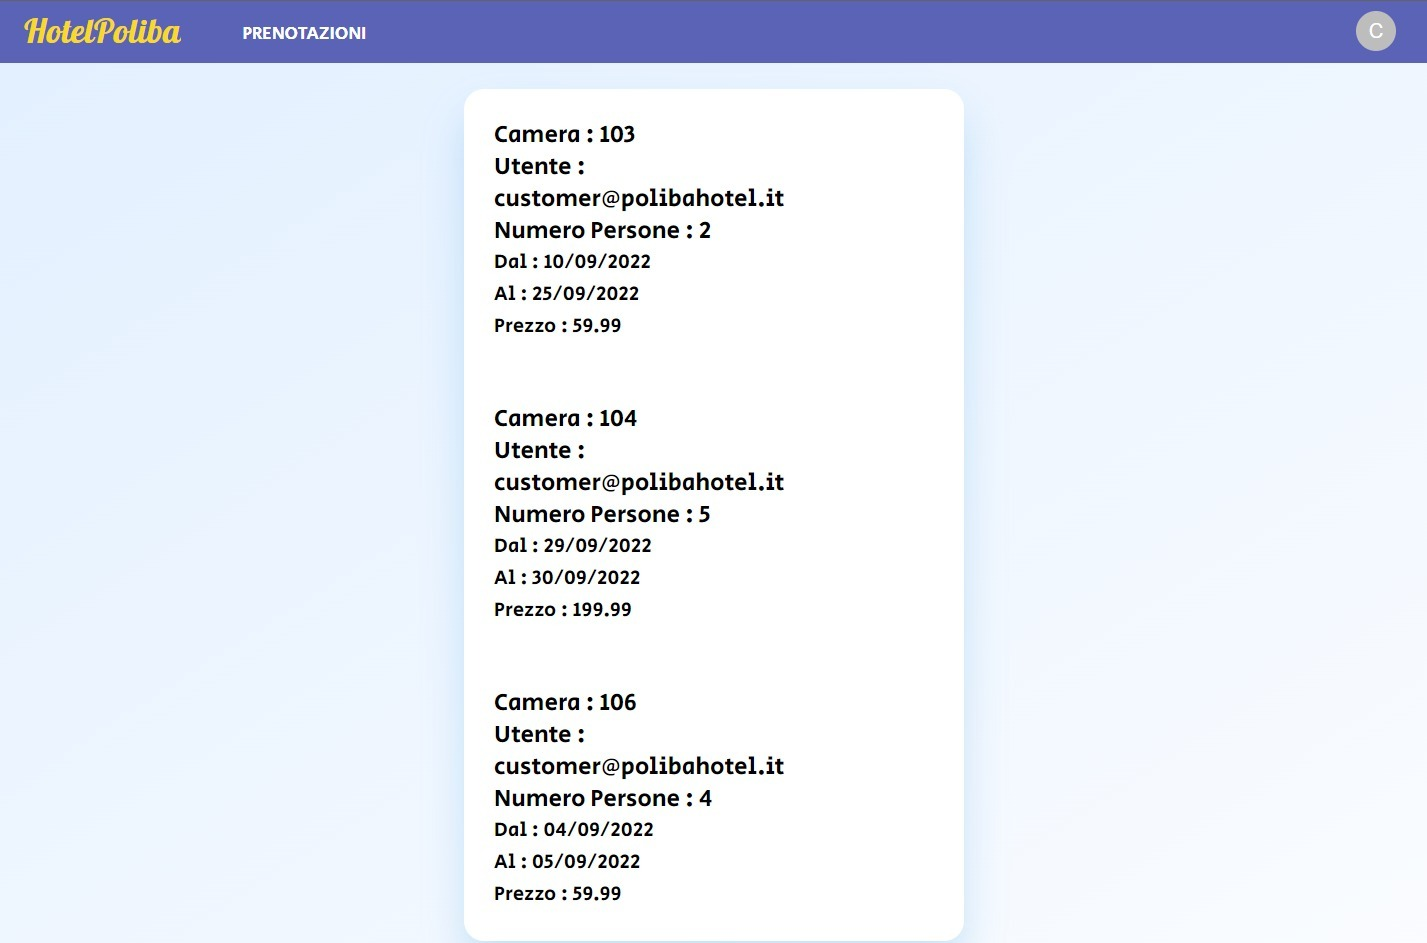 HotelPoliba
PRENOTAZIONI
C
Camera : 103
Utente :
customer@polibahotel.it
Numero Persone : 2
Dal : 10/09/2022
Al : 25/09/2022
Prezzo : 59.99
Camera : 104
Utente :
customer@polibahotel.it
Numero Persone : 5
Dal : 29/09/2022
Al : 30/09/2022
Prezzo : 199.99
Camera : 106
Utente :
customer@polibahotel.it
Numero Persone : 4
Dal : 04/09/2022
Al : 05/09/2022
Prezzo : 59.99